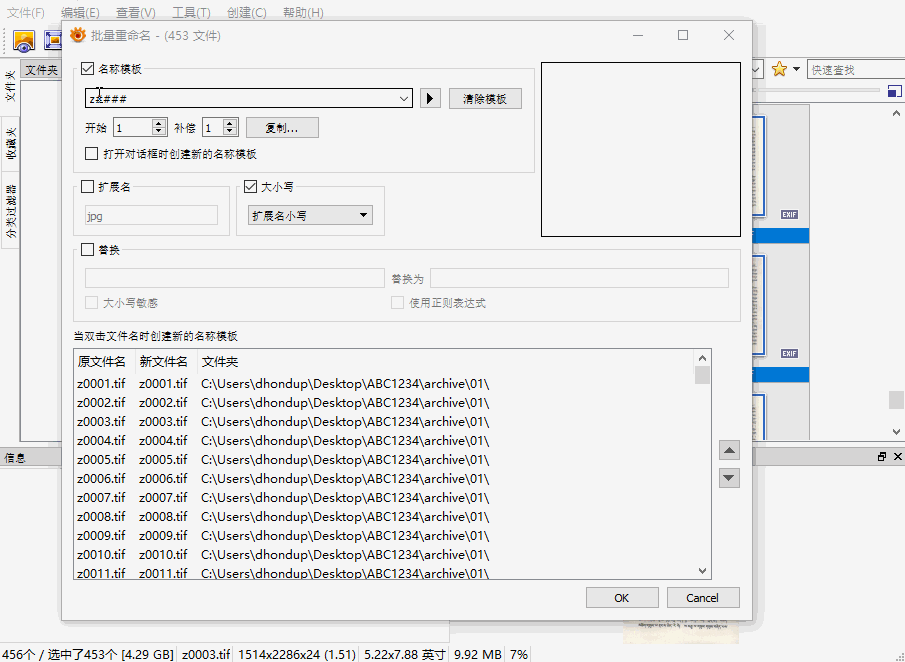 文件(F) 编辑(E) 查看(V) 工具(T) 创建(C) 帮助(H)
批量重命名 - (453 文件)
文件夹
文件夹
收藏夹
分类过滤器
快速查找
名称模板
清除模板
开始 1 补偿 1 复制...
打开对话框时创建新的名称模板
扩展名
大小写
jpg
扩展名小写
替换
替换为
大小写敏感
使用正则表达式
当双击文件名时创建新的名称模板
原文件名 新文件名 文件夹
z0001.tif z0001.tif C:\Users\dhondup\Desktop\ABC1234\archive\01\
z0002.tif z0002.tif C:\Users\dhondup\Desktop\ABC1234\archive\01\
z0003.tif z0003.tif C:\Users\dhondup\Desktop\ABC1234\archive\01\
z0004.tif z0004.tif C:\Users\dhondup\Desktop\ABC1234\archive\01\
z0005.tif z0005.tif C:\Users\dhondup\Desktop\ABC1234\archive\01\
z0006.tif z0006.tif C:\Users\dhondup\Desktop\ABC1234\archive\01\
z0007.tif z0007.tif C:\Users\dhondup\Desktop\ABC1234\archive\01\
z0008.tif z0008.tif C:\Users\dhondup\Desktop\ABC1234\archive\01\
z0009.tif z0009.tif C:\Users\dhondup\Desktop\ABC1234\archive\01\
z0010.tif z0010.tif C:\Users\dhondup\Desktop\ABC1234\archive\01\
z0011.tif z0011.tif C:\Users\dhondup\Desktop\ABC1234\archive\01\
OK Cancel
EXIF
EXIF
信息
456个 / 选中了453个 [4.29 GB] z0003.tif 1514x2286x24 (1.51) 5.22x7.88 英寸 9.92 MB 7%